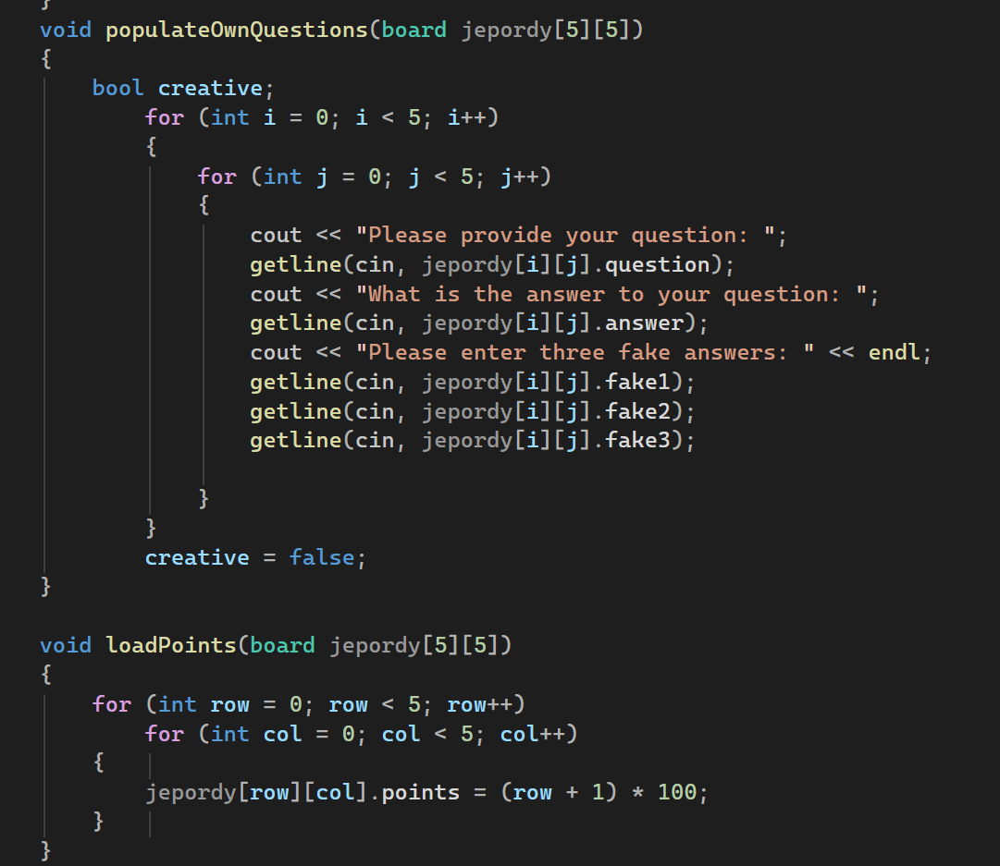 }
void populateOwnQuestions(board jepordy[5][5])
{
    bool creative;
        for (int i = 0; i < 5; i++)
        {
            for (int j = 0; j < 5; j++)
            {
                cout << "Please provide your question: ";
                getline(cin, jepordy[i][j].question);
                cout << "What is the answer to your question: ";
                getline(cin, jepordy[i][j].answer);
                cout << "Please enter three fake answers: " << endl;
                getline(cin, jepordy[i][j].fake1);
                getline(cin, jepordy[i][j].fake2);
                getline(cin, jepordy[i][j].fake3);

            }
        }
        creative = false;
}

void loadPoints(board jepordy[5][5])
{
    for (int row = 0; row < 5; row++)
        for (int col = 0; col < 5; col++)
    {
        jepordy[row][col].points = (row + 1) * 100;
    }
}